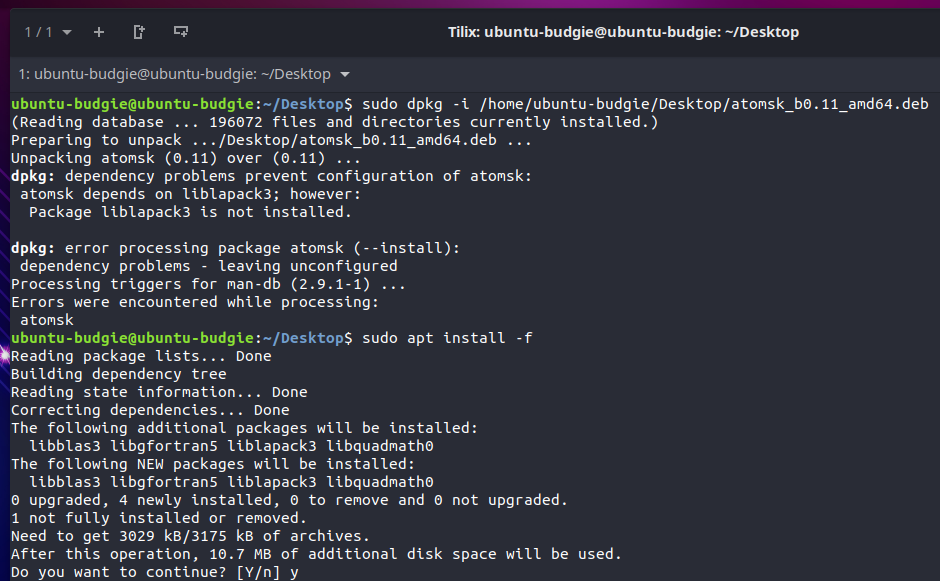 1 / 1
Tilix: ubuntu-budgie@ubuntu-budgie: ~/Desktop
1: ubuntu-budgie@ubuntu-budgie: ~/Desktop
ubuntu-budgie@ubuntu-budgie:~/Desktop$ sudo dpkg -i /home/ubuntu-budgie/Desktop/atomsk_b0.11_amd64.deb
(Reading database ... 196072 files and directories currently installed.)
Preparing to unpack .../Desktop/atomsk_b0.11_amd64.deb ...
Unpacking atomsk (0.11) over (0.11) ...
dpkg: dependency problems prevent configuration of atomsk:
 atomsk depends on liblapack3; however:
  Package liblapack3 is not installed.

dpkg: error processing package atomsk (--install):
 dependency problems - leaving unconfigured
Processing triggers for man-db (2.9.1-1) ...
Errors were encountered while processing:
 atomsk
ubuntu-budgie@ubuntu-budgie:~/Desktop$ sudo apt install -f
Reading package lists... Done
Building dependency tree
Reading state information... Done
Correcting dependencies... Done
The following additional packages will be installed:
  libblas3 libgfortran5 liblapack3 libquadmath0
The following NEW packages will be installed:
  libblas3 libgfortran5 liblapack3 libquadmath0
0 upgraded, 4 newly installed, 0 to remove and 0 not upgraded.
1 not fully installed or removed.
Need to get 3029 kB/3175 kB of archives.
After this operation, 10.7 MB of additional disk space will be used.
Do you want to continue? [Y/n] y